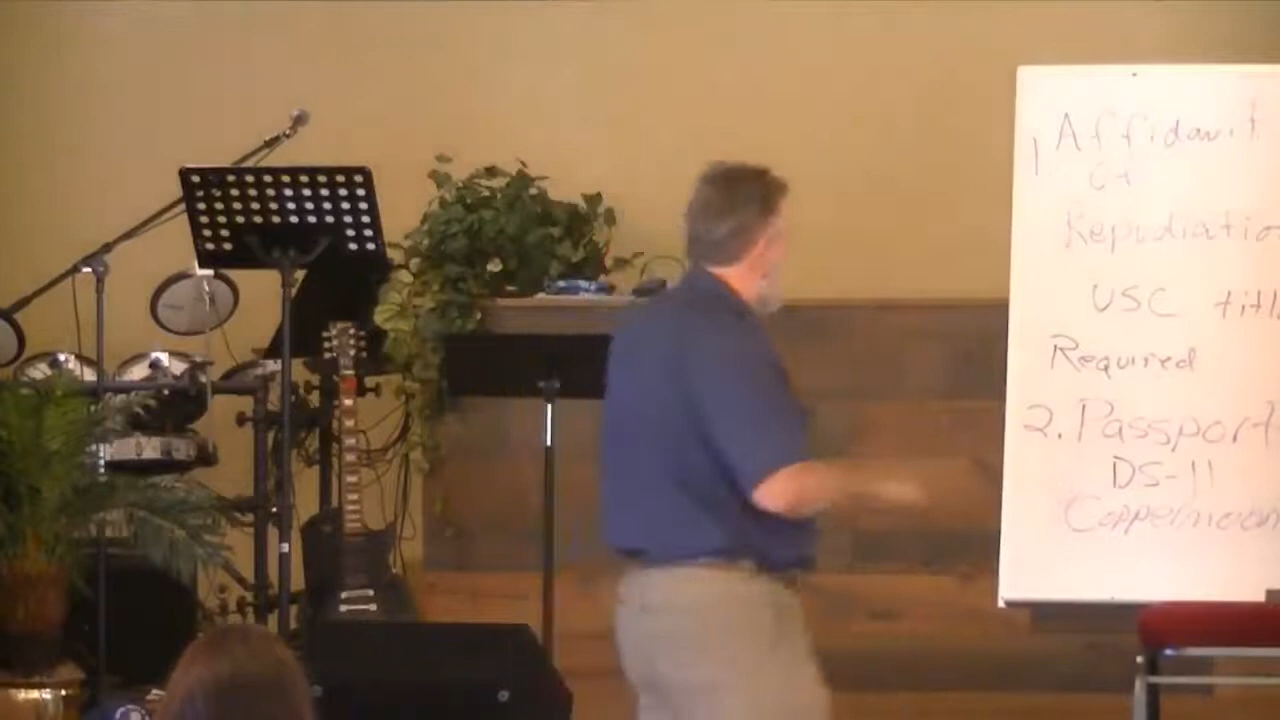 1 Affidavit
Of
Repudiatio
USC titl
Required
2. Passport
DS-11